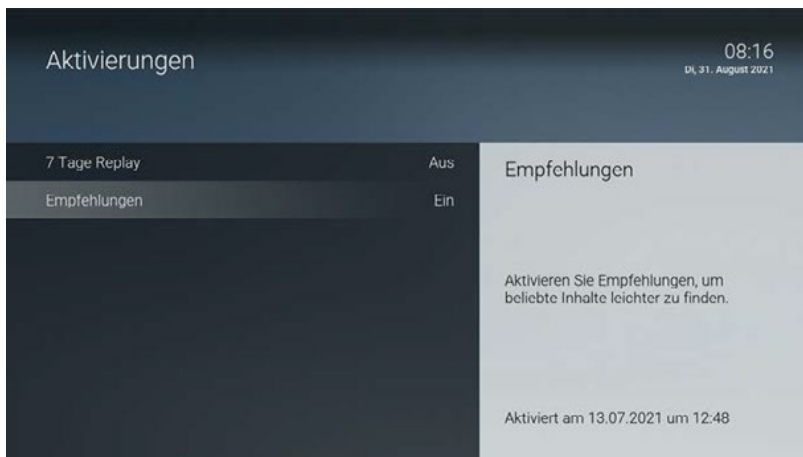 Aktivierungen
08:16
Di, 31. August 2021
7 Tage Replay Aus
Empfehlungen Ein
Empfehlungen
Aktivieren Sie Empfehlungen, um
beliebte Inhalte leichter zu finden.
Aktiviert am 13.07.2021 um 12:48